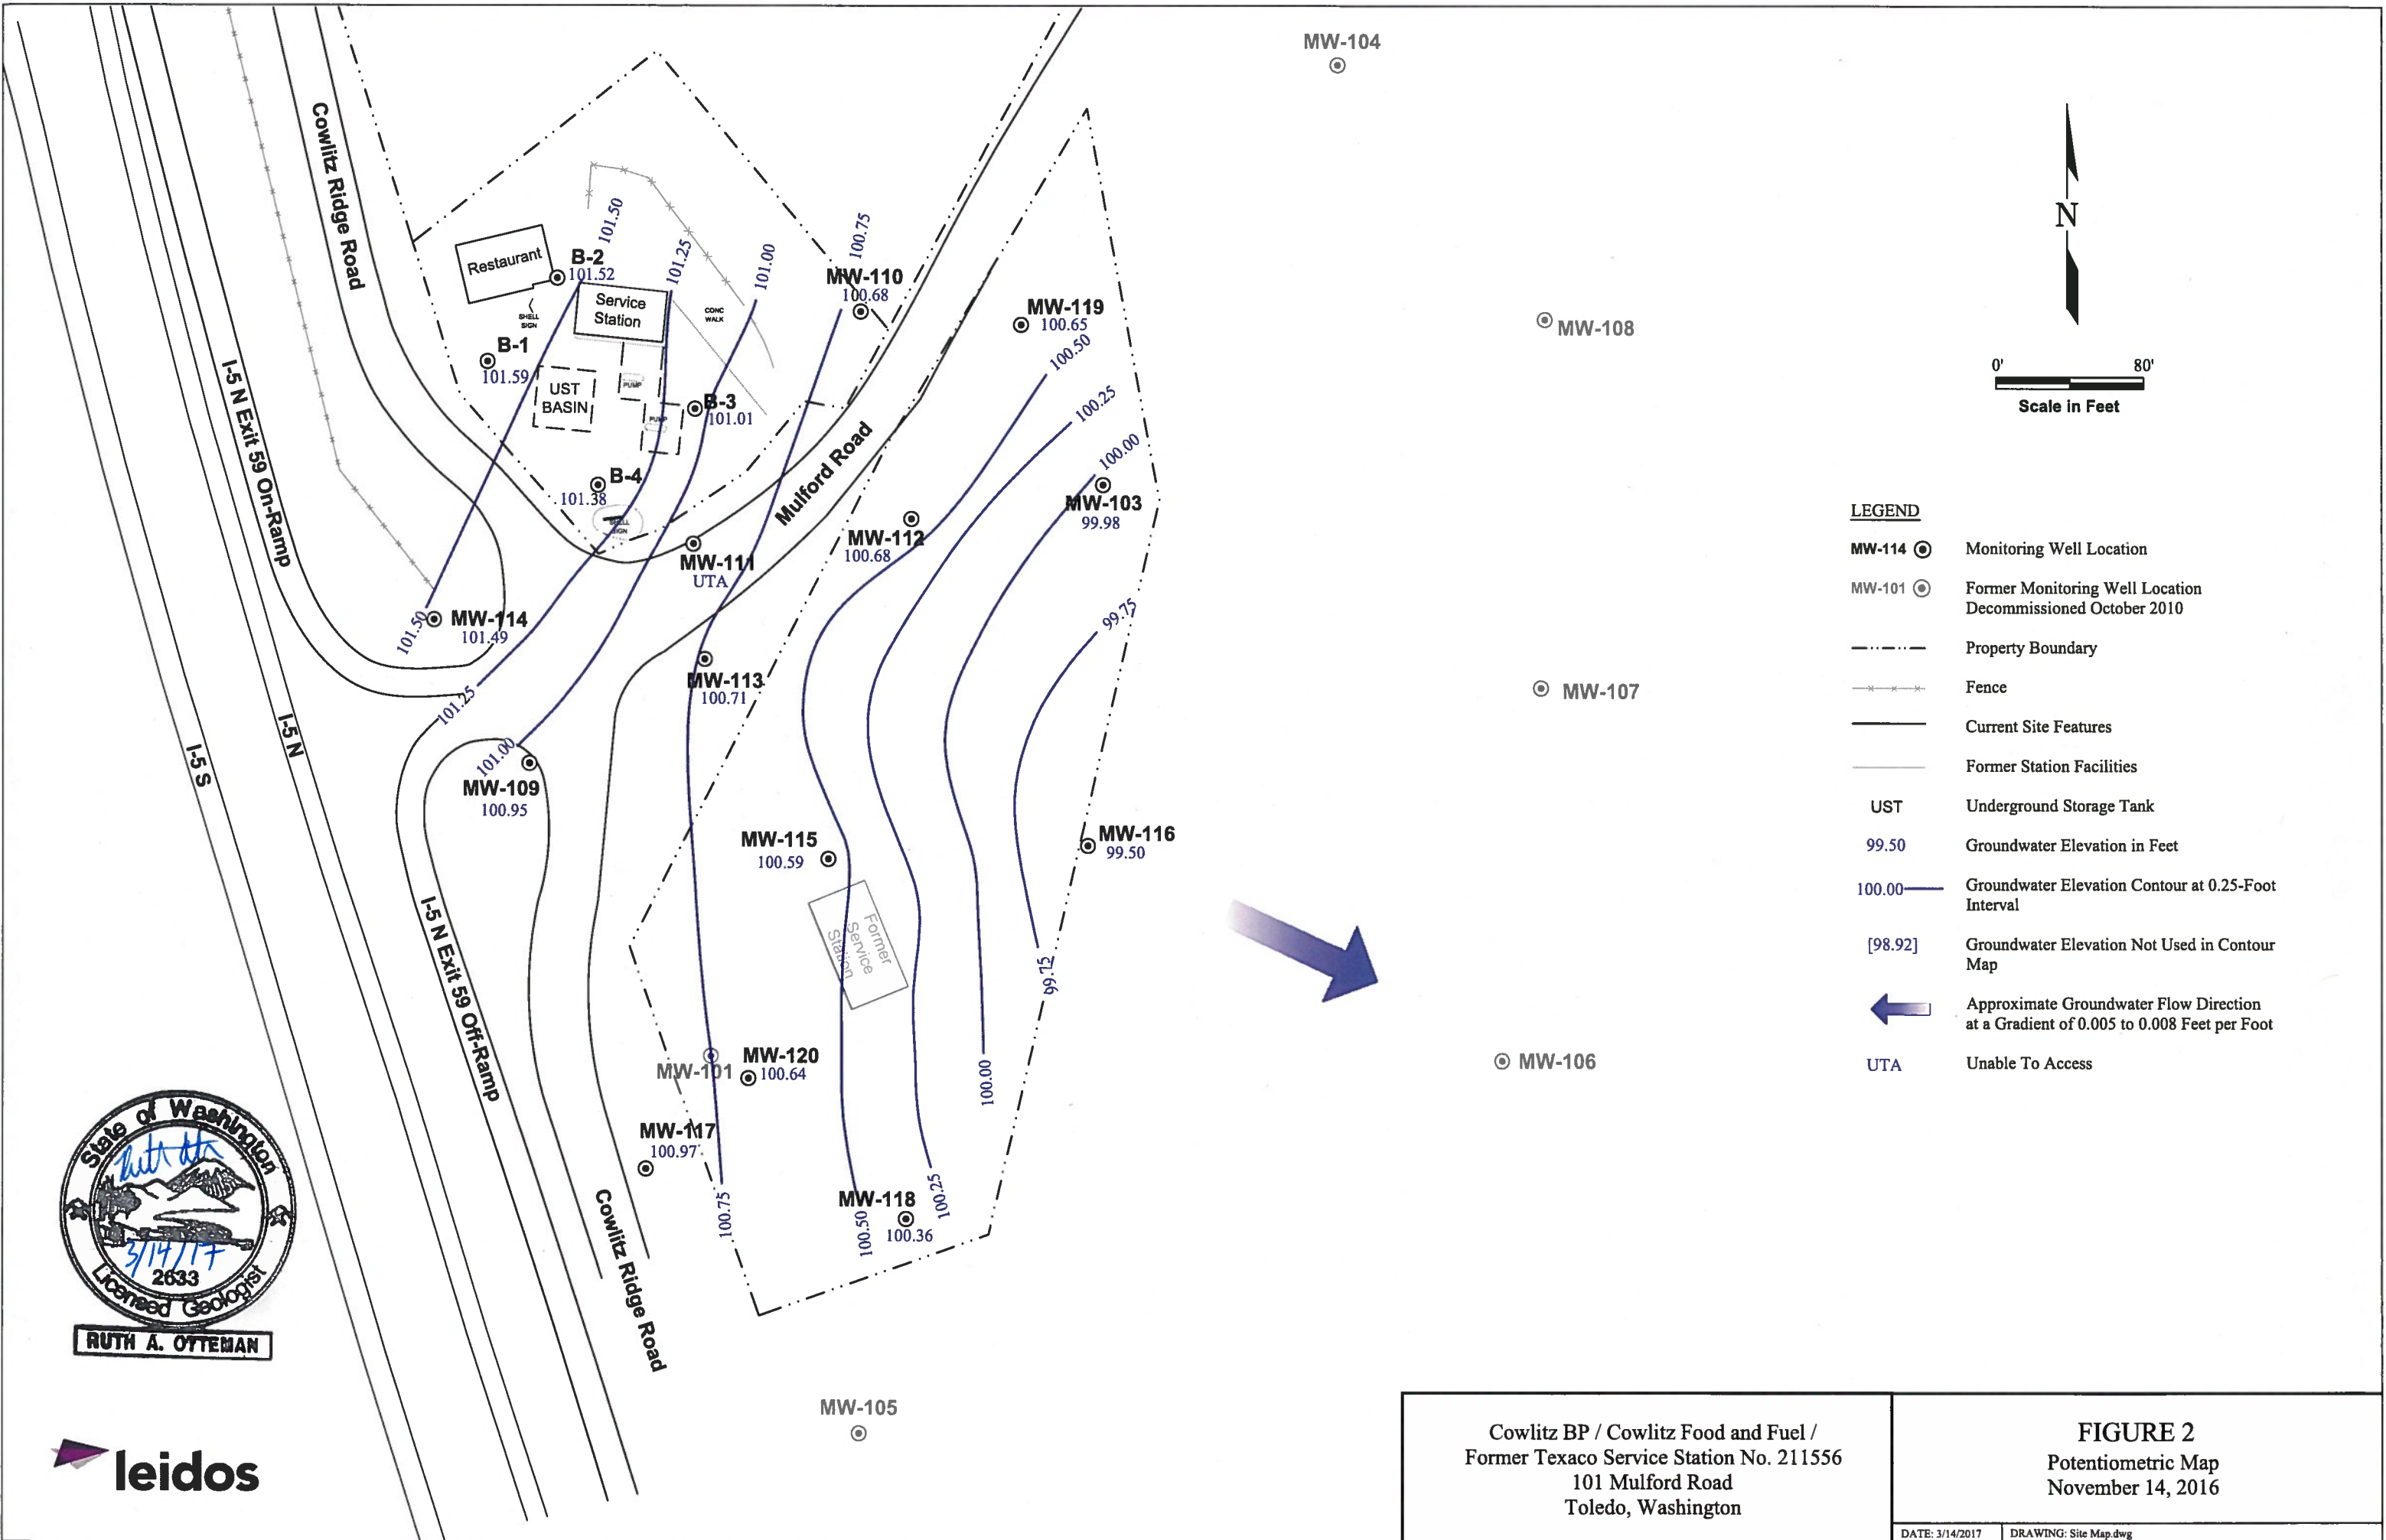 MW-104
Cowlitz Ridge Road
101.50
101.25
101.00
100.75
Restaurant
B-2
101.52
Service
Station
SHELL
SIGN
CONC
WALK
MW-110
100.68
MW-119
100.65
100.50
MW-108
N
0'
80'
Scale in Feet
B-1
101.59
UST
BASIN
PUMP
PUMP
B-3
101.01
100.25
I-5 N Exit 59 On-Ramp
Mulford Road
100.00
B-4
101.38
SHELL
SIGN
MW-103
99.98
MW-112
100.68
MW-111
UTA
101.50
MW-114
101.49
99.75
MW-113
100.71
MW-107
101.25
I-5 N
I-5 S
101.00
MW-109
100.95
MW-115
100.59
MW-116
99.50
Former
Service
Station
I-5 N Exit 59 Off-Ramp
99.75
MW-101
MW-120
100.64
100.00
MW-106
MW-117
100.97
100.75
MW-118
100.36
100.50
100.25
Cowlitz Ridge Road
MW-105
LEGEND
MW-114 Monitoring Well Location
MW-101 Former Monitoring Well Location
Decommissioned October 2010
Property Boundary
Fence
Current Site Features
Former Station Facilities
UST Underground Storage Tank
99.50 Groundwater Elevation in Feet
100.00 Groundwater Elevation Contour at 0.25-Foot
Interval
[98.92] Groundwater Elevation Not Used in Contour
Map
Approximate Groundwater Flow Direction
at a Gradient of 0.005 to 0.008 Feet per Foot
UTA Unable To Access
State of Washington
3/14/17
2633
Licensed Geologist
RUTH A. OTTEMAN
leidos
Cowlitz BP / Cowlitz Food and Fuel /
Former Texaco Service Station No. 211556
101 Mulford Road
Toledo, Washington
FIGURE 2
Potentiometric Map
November 14, 2016
DATE: 3/14/2017
DRAWING: Site Map.dwg